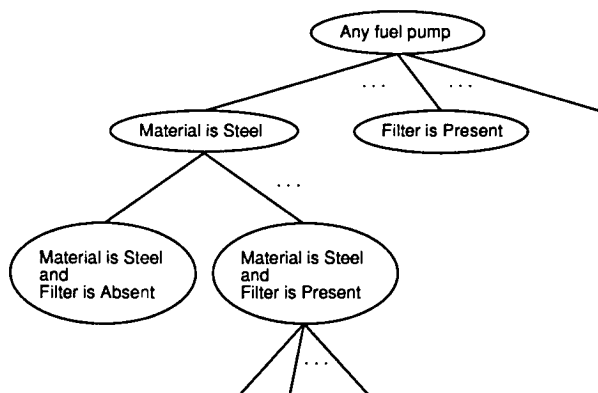 Any fuel pump
... ...
Material is Steel
Filter is Present
...
Material is Steel
and
Filter is Absent
Material is Steel
and
Filter is Present
...